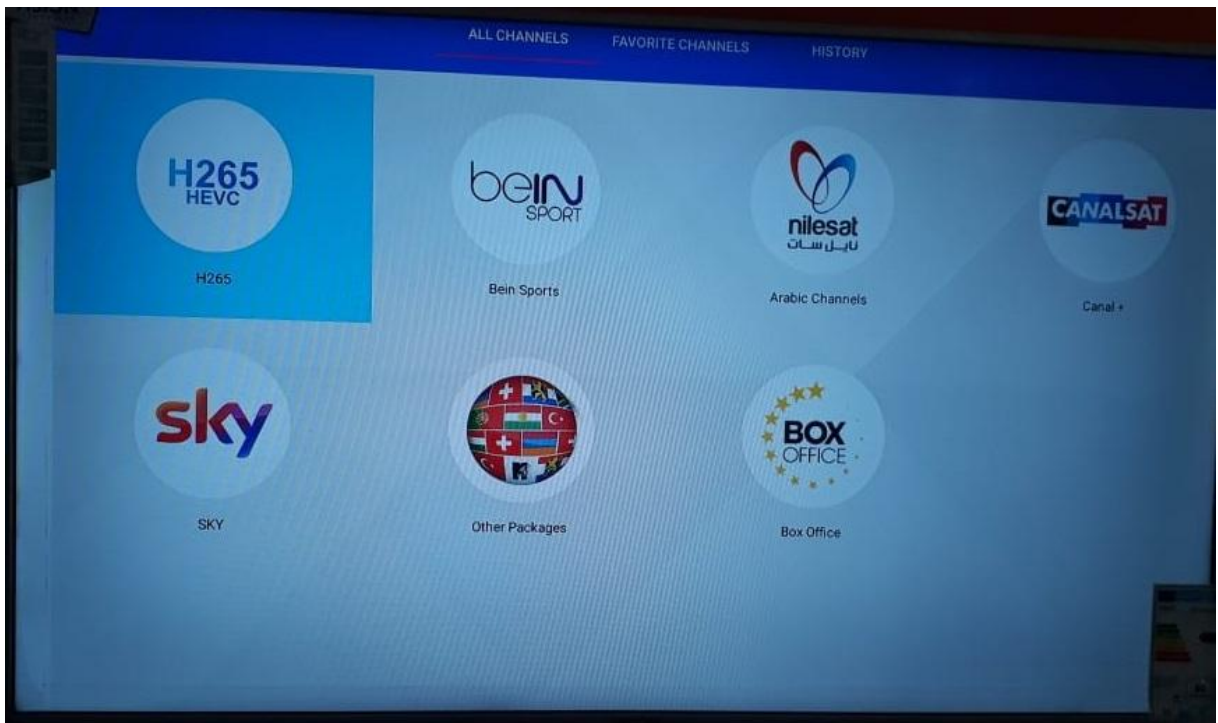 ALL CHANNELS
FAVORITE CHANNELS
HISTORY
H265
HEVC
H265
beIN
SPORT
Bein Sports
nilesat
نايل سات
Arabic Channels
CANALSAT
Canal +
sky
SKY
Other Packages
BOX
OFFICE
Box Office